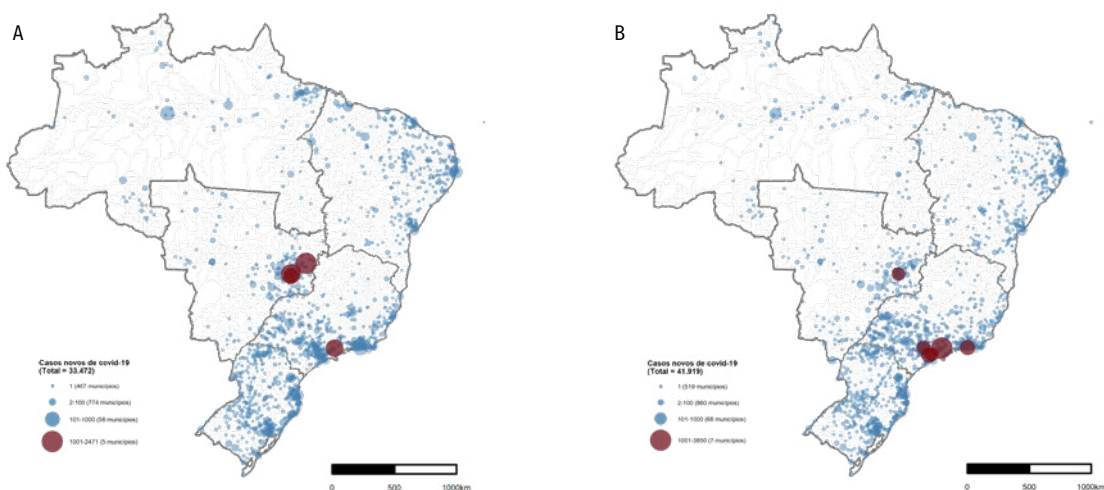 A
Casos novos de covid-19
(Total = 33.472)
1 (467 municípios)
2-100 (774 municípios)
101-1000 (56 municípios)
1001-2471 (5 municípios)
0 500 1000km
B
Casos novos de covid-19
(Total = 41.919)
1 (519 municípios)
2-100 (860 municípios)
101-1000 (68 municípios)
1001-3850 (7 municípios)
0 500 1000km